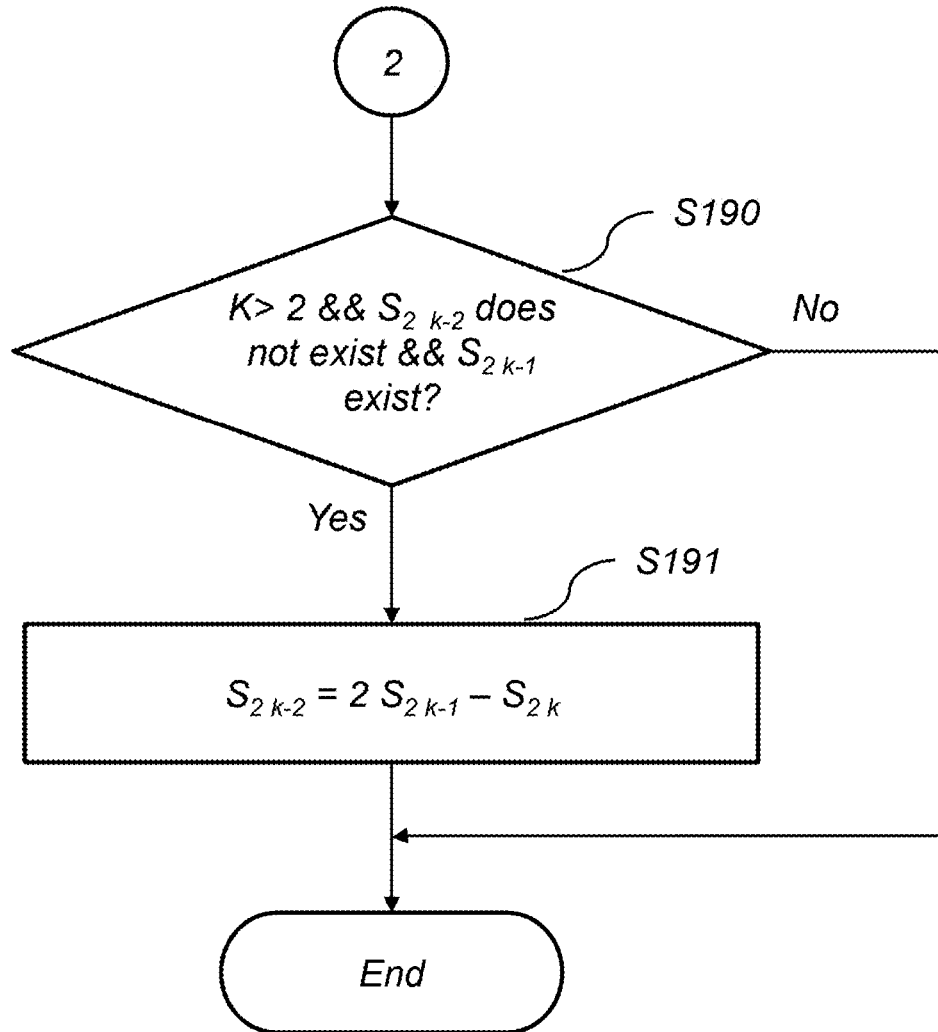 2
S190
K> 2 && S₂ ₖ₋₂ does
No
not exist && S₂ ₖ₋₁
exist?
Yes
S191
S₂ ₖ₋₂ = 2 S₂ ₖ₋₁ – S₂ ₖ
End